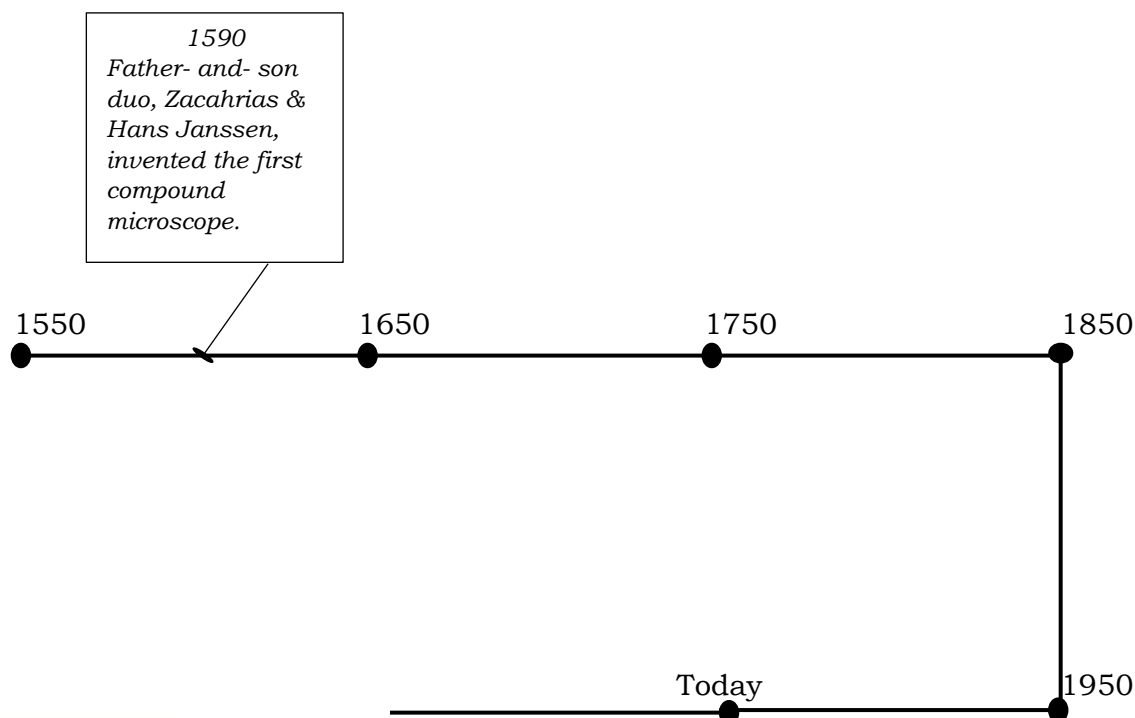 1590
Father- and- son
duo, Zacahrias &
Hans Janssen,
invented the first
compound
microscope.
1550
1650
1750
1850
Today
1950